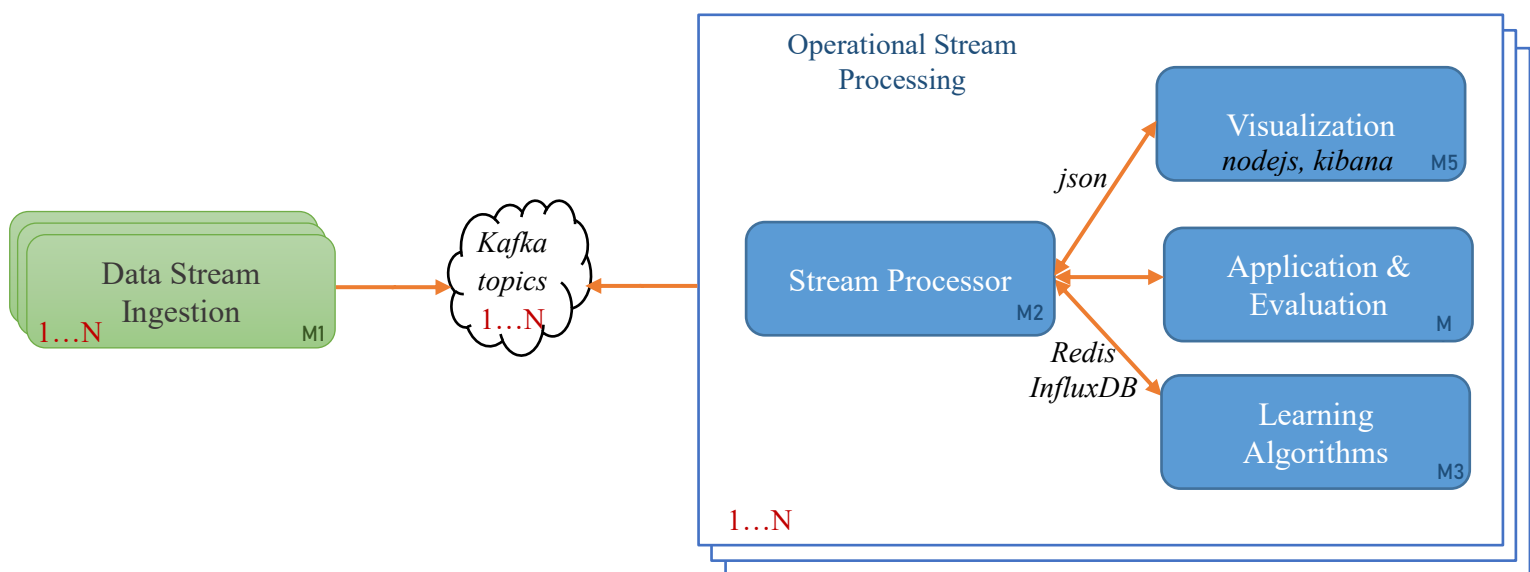 Operational Stream
Processing
Visualization
nodejs, kibana
M5
json
Data Stream
Ingestion
1…N
M1
Kafka
topics
1…N
Stream Processor
M2
Application &
Evaluation
M
Redis
InfluxDB
Learning
Algorithms
M3
1…N